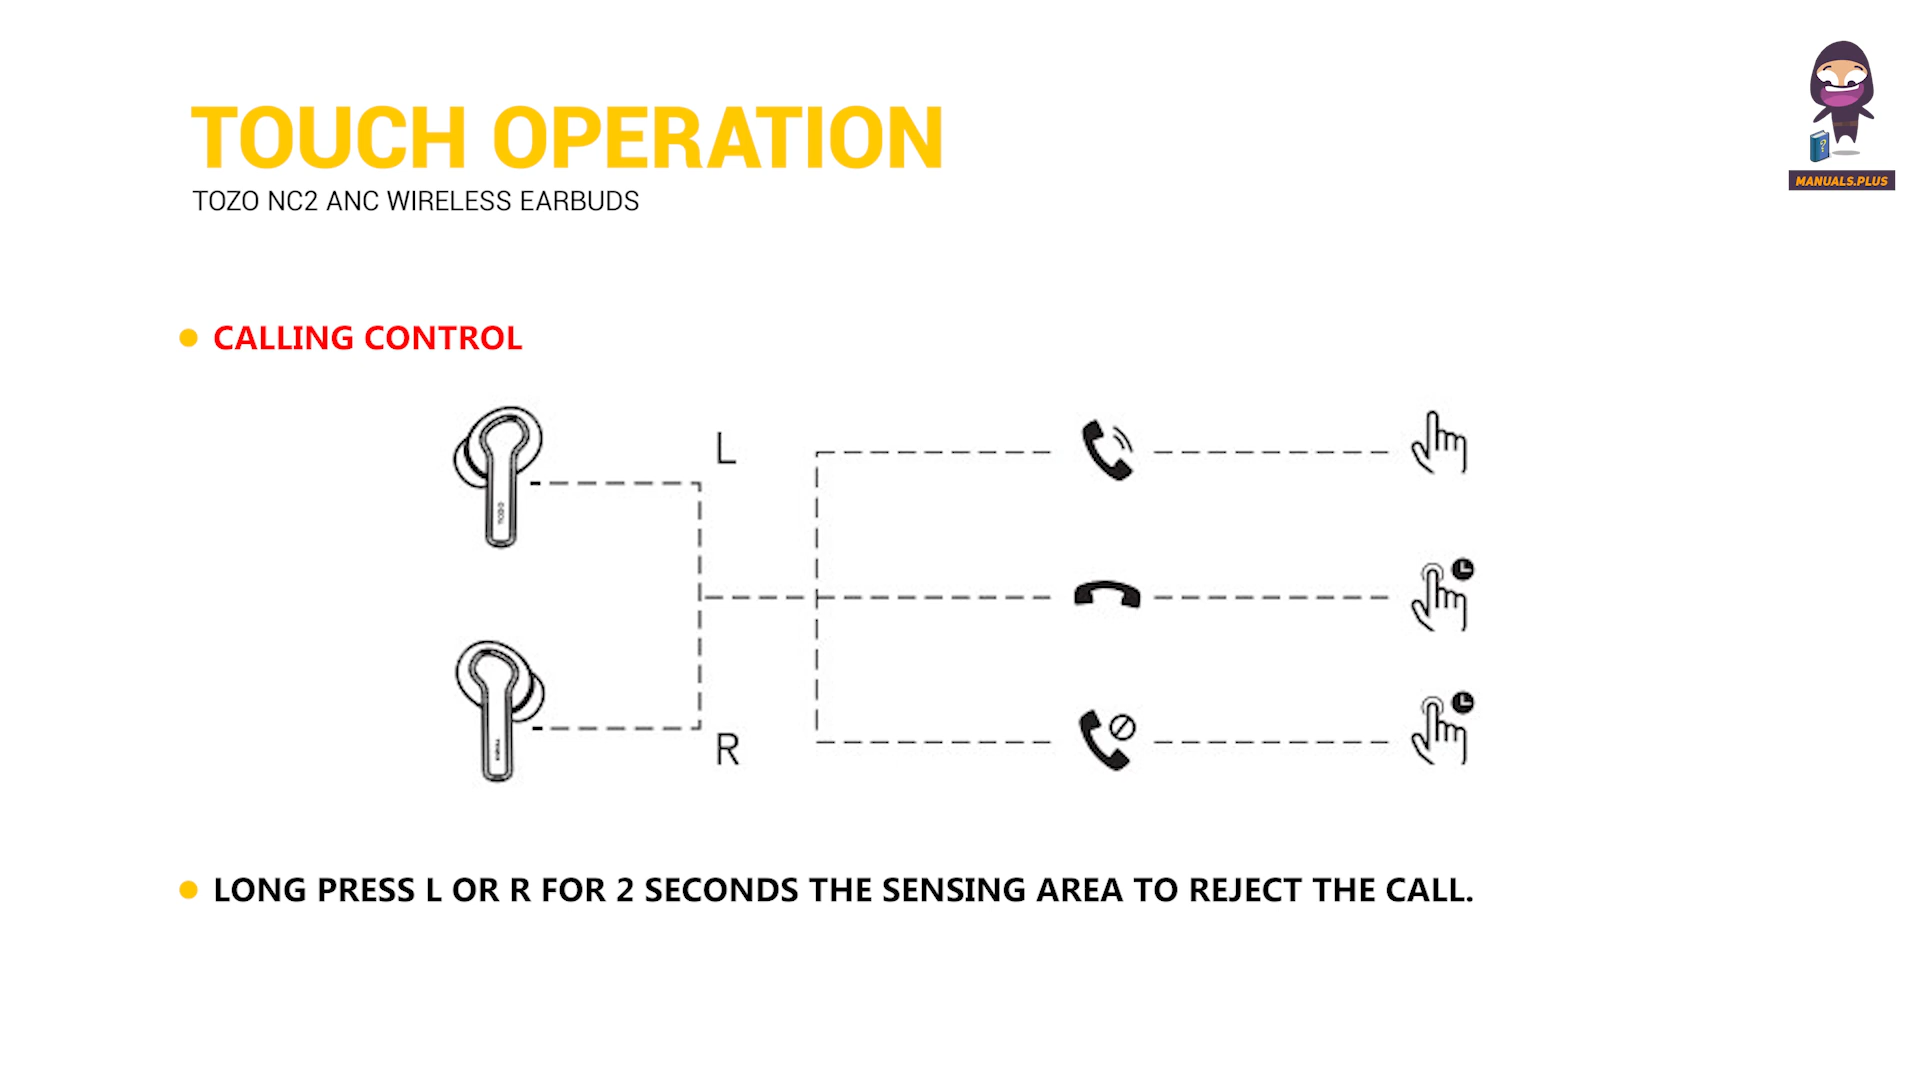 TOUCH OPERATION
TOZO NC2 ANC WIRELESS EARBUDS
MANUALS.PLUS
CALLING CONTROL
L
R
LONG PRESS L OR R FOR 2 SECONDS THE SENSING AREA TO REJECT THE CALL.